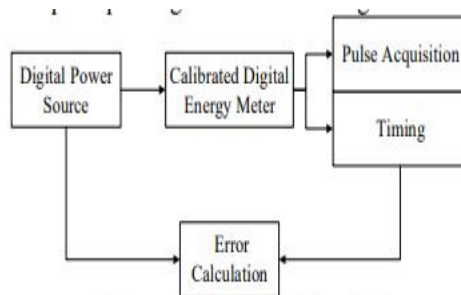 Digital Power
Source
Calibrated Digital
Energy Meter
Pulse Acquisition
Timing
Error
Calculation